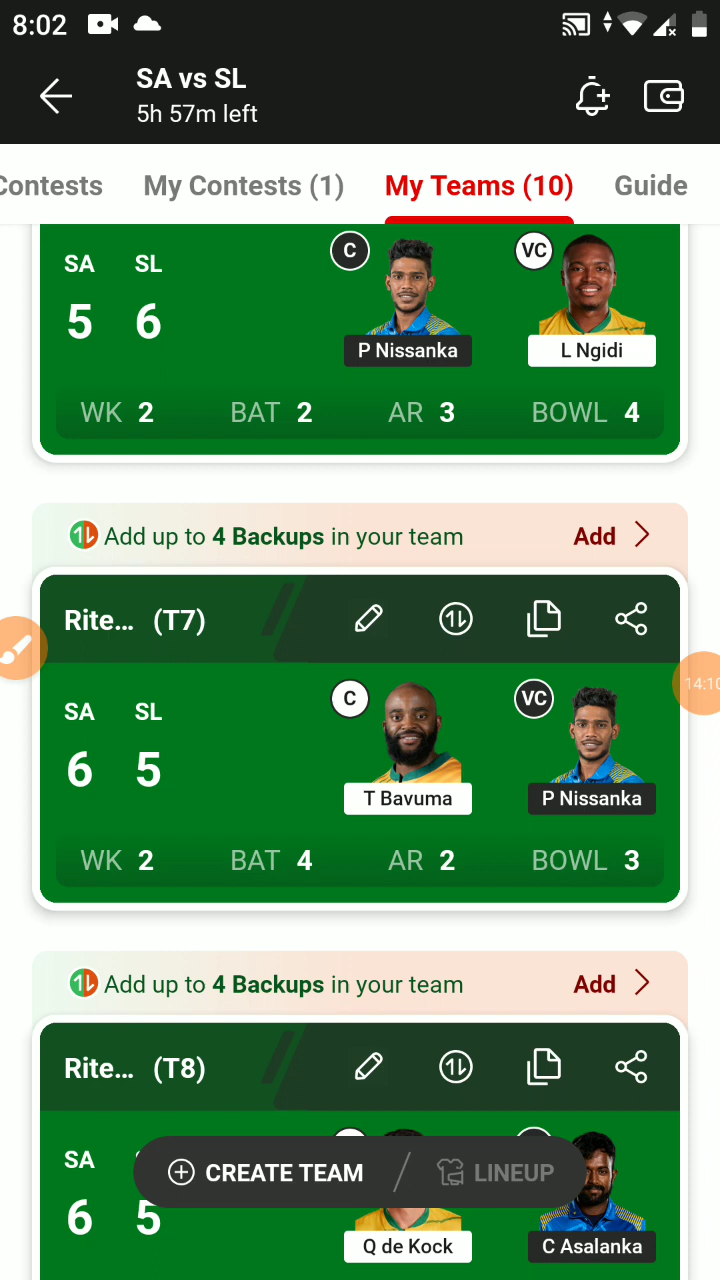 8:02
SA vs SL
5h 57m left
Contests My Contests (1) My Teams (10) Guide
SA SL C VC
5 6
P Nissanka L Ngidi
WK 2 BAT 2 AR 3 BOWL 4
Add up to 4 Backups in your team Add
Rite... (T7)
SA SL C VC
6 5
T Bavuma P Nissanka
WK 2 BAT 4 AR 2 BOWL 3
14:10
Add up to 4 Backups in your team Add
Rite... (T8)
SA
CREATE TEAM LINEUP
6 5
Q de Kock C Asalanka